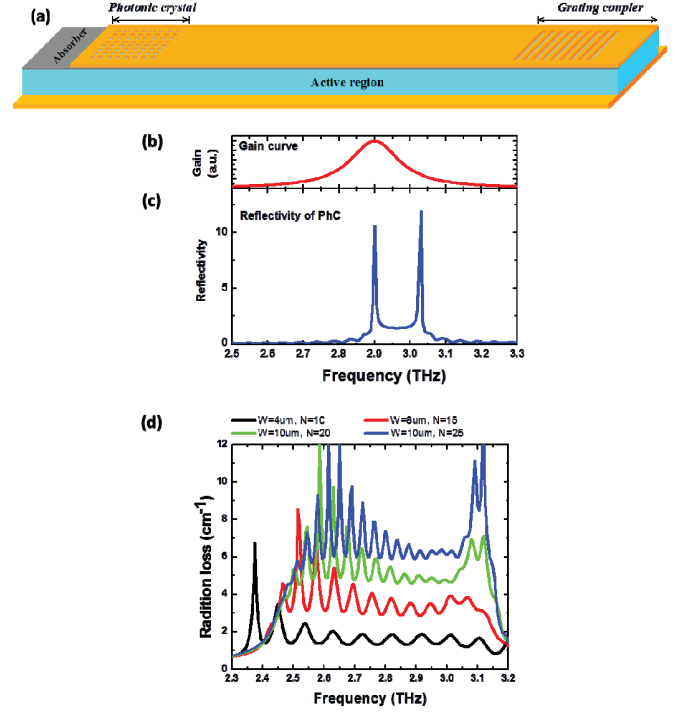 (a)
Photonic crystal
Grating coupler
Absorber
Active region
(b)
Gain curve
Gain
(a.u.)
(c)
Reflectivity of PhC
10
5
0
Reflectivity
2.5 2.6 2.7 2.8 2.9 3.0 3.1 3.2 3.3
Frequency (THz)
(d)
W=4um, N=10 W=8um, N=15
W=10um, N=20 W=10um, N=25
12
10
8
6
4
2
0
Radition loss (cm⁻¹)
2.3 2.4 2.5 2.6 2.7 2.8 2.9 3.0 3.1 3.2
Frequency (THz)